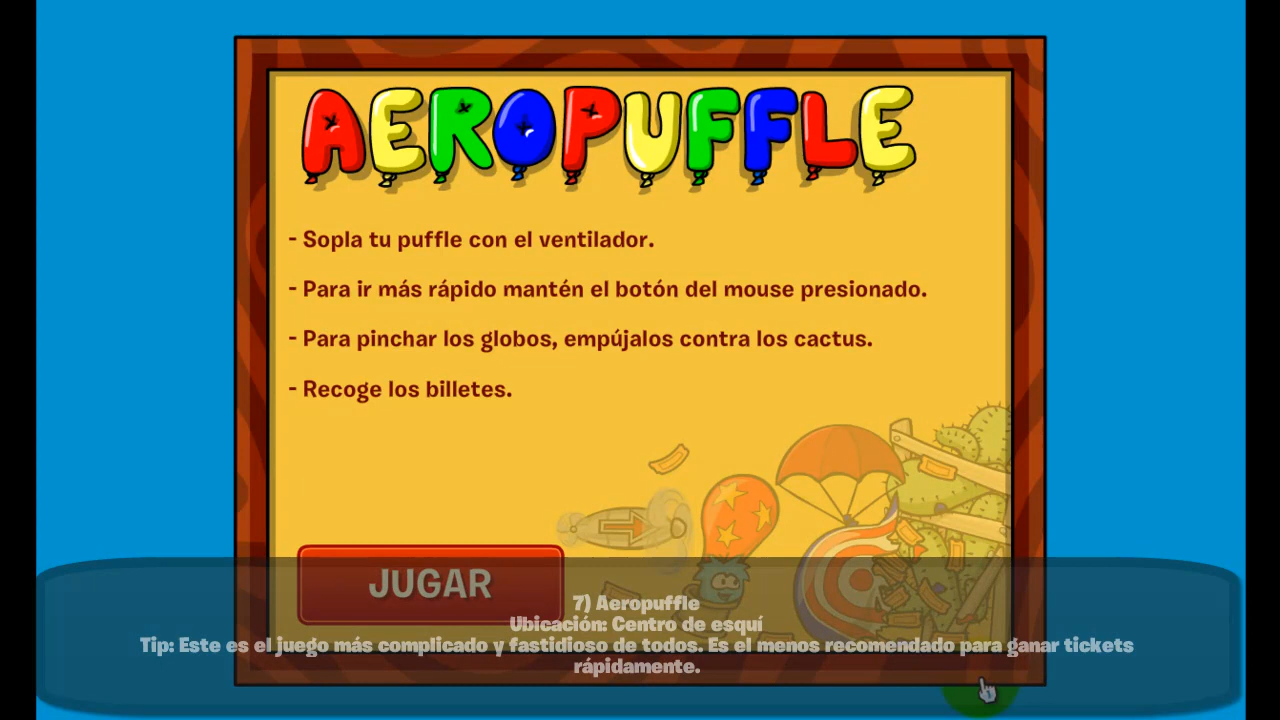 AEROPUFFLE
- Sopla tu puffle con el ventilador.
- Para ir más rápido mantén el botón del mouse presionado.
- Para pinchar los globos, empújalos contra los cactus.
- Recoge los billetes.
JUGAR
7) Aeropuffle
Ubicación: Centro de esquí
Tip: Este es el juego más complicado y fastidioso de todos. Es el menos recomendado para ganar tickets
rápidamente.